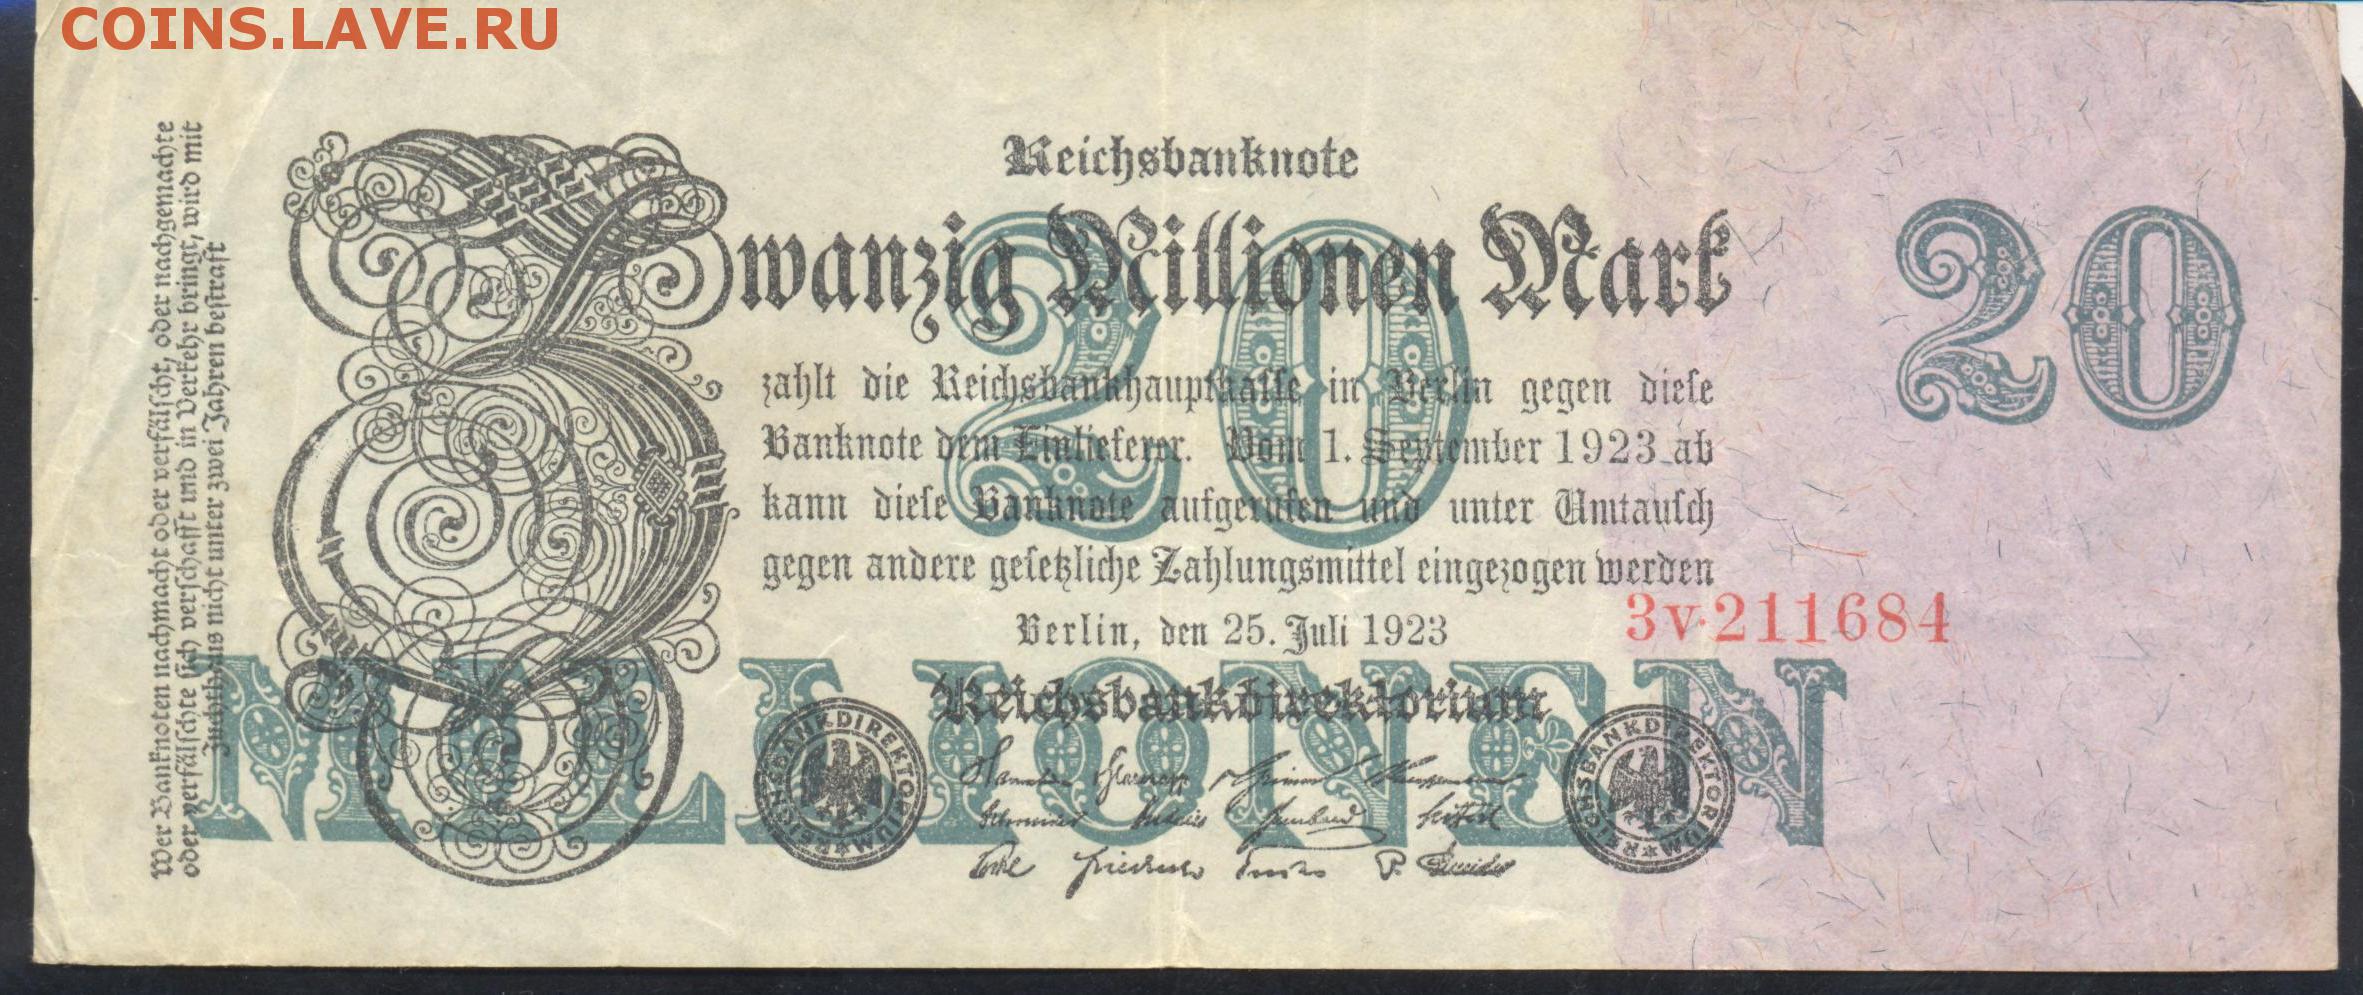 COINS.LAVE.RU
Reichsbanknote
Zwanzig Millionen Mark
20
20
zahlt die Reichsbankhauptkasse in Berlin gegen diese
Banknote dem Einlieferer. Vom 1. September 1923 ab
kann diese Banknote aufgerufen und unter Umtausch
gegen andere gesetzliche Zahlungsmittel eingezogen werden
Berlin, den 25. Juli 1923
3v·211684
Reichsbankdirektorium
MILLIONEN
REICHSBANKDIREKTORIUM
REICHSBANKDIREKTORIUM
Wer Banknoten nachmacht oder verfälscht, oder nachgemachte
oder verfälschte sich verschafft und in Verkehr bringt, wird mit
Zuchthaus nicht unter zwei Jahren bestraft